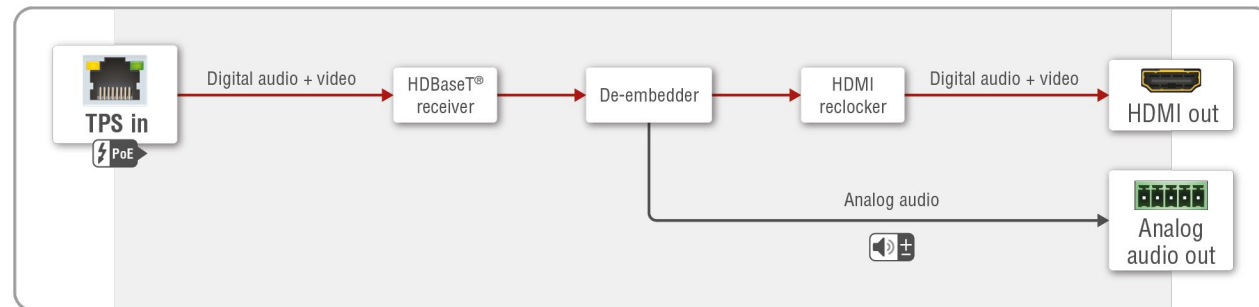 TPS in
PoE
Digital audio + video
HDBaseT®
receiver
De-embedder
HDMI
reclocker
Digital audio + video
HDMI out
Analog audio
Analog
audio out